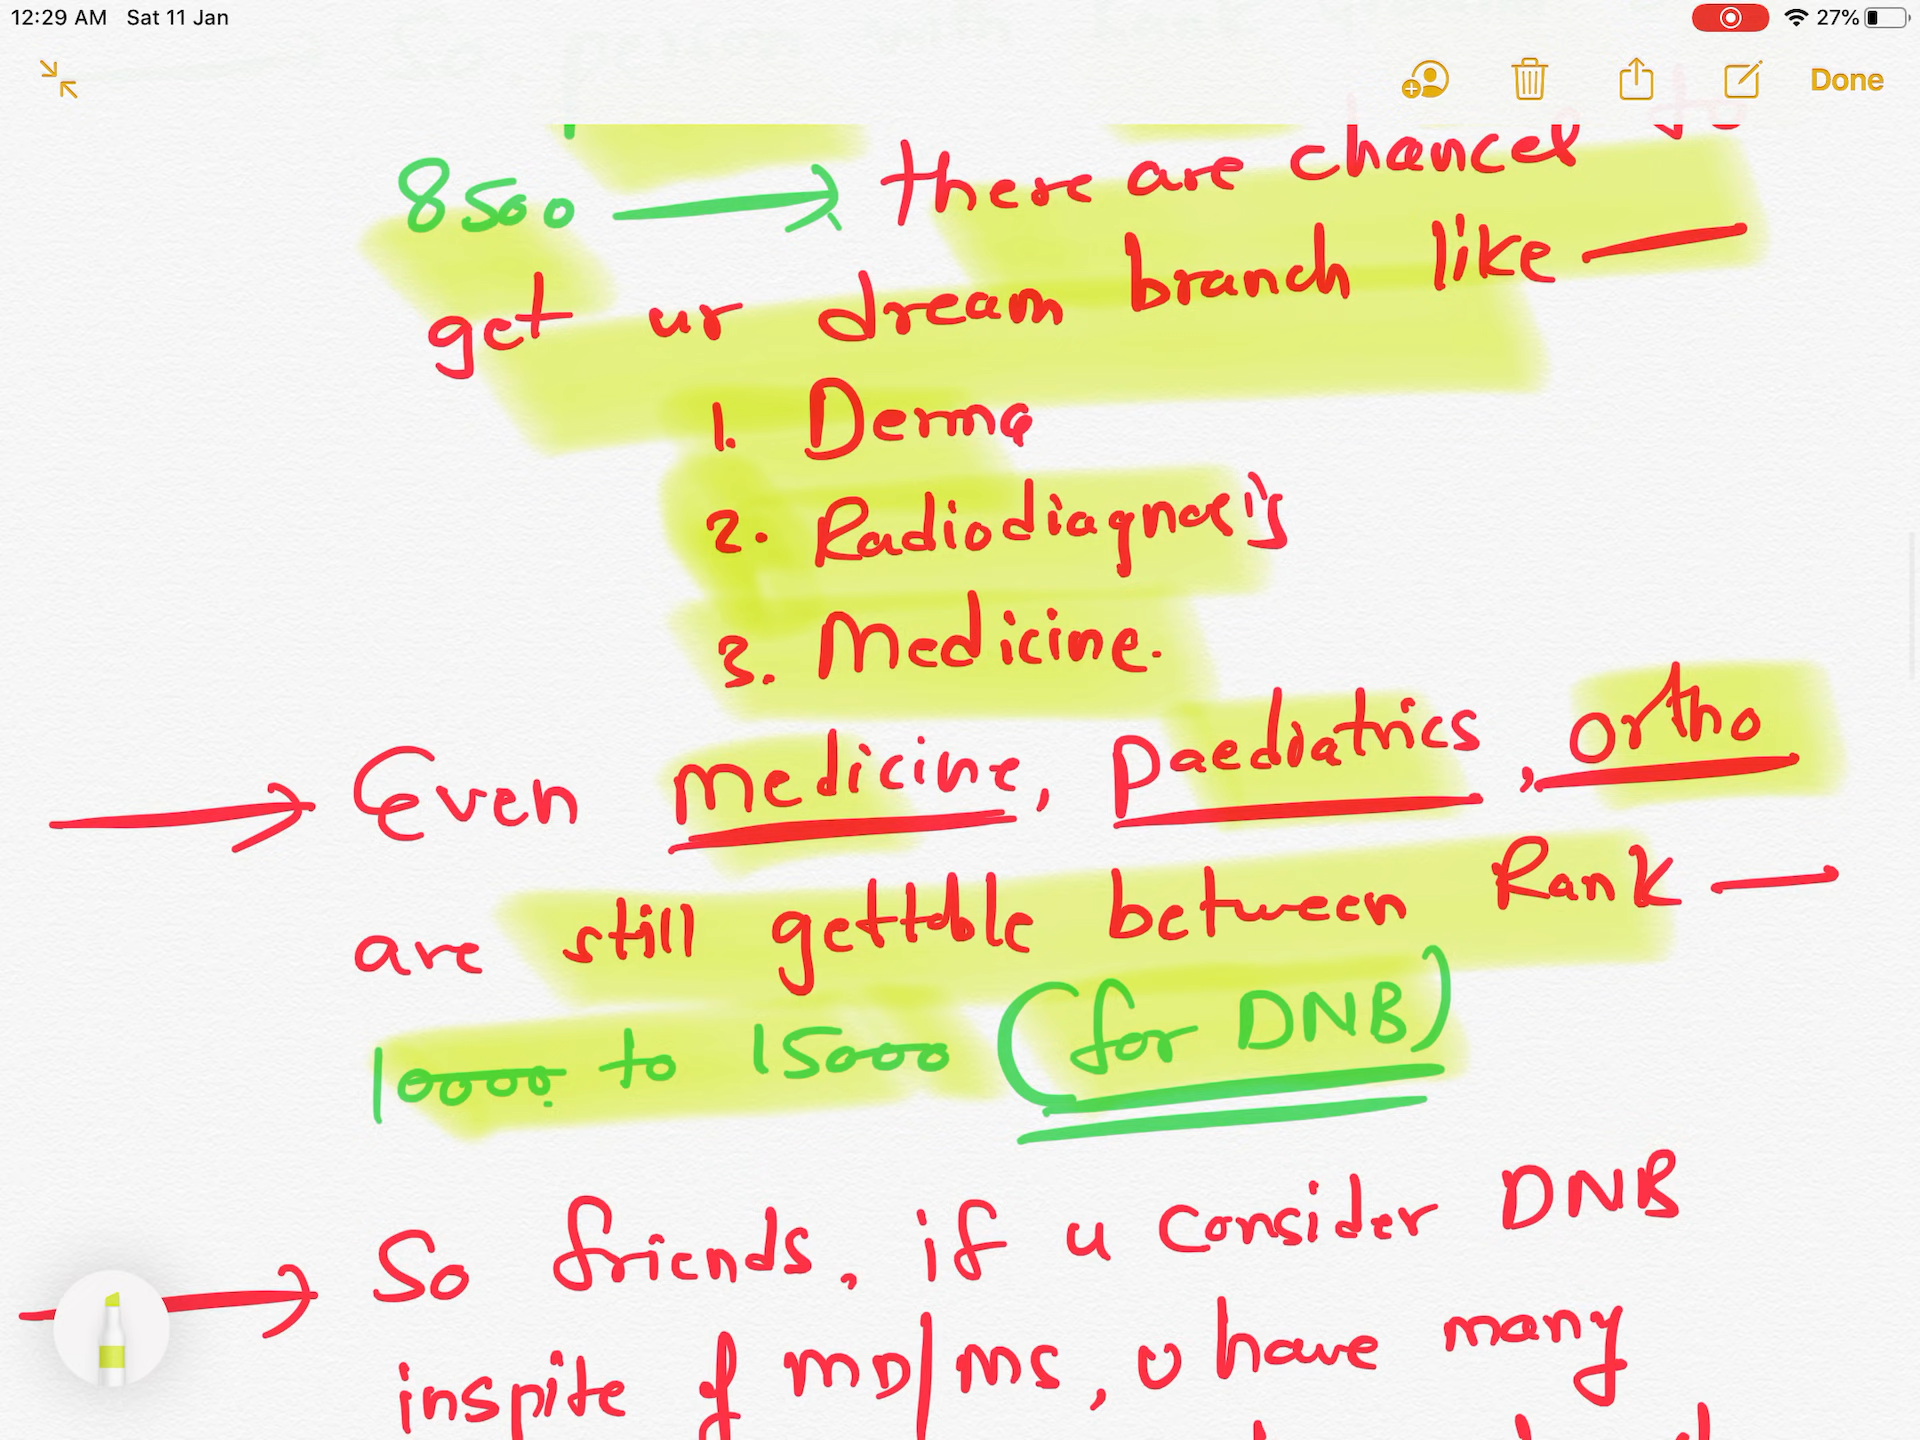 12:29 AM Sat 11 Jan
27%
Done
8500 → there are chances to
get ur dream branch like —
1. Derma
2. Radiodiagnosis
3. Medicine.
→ Even Medicine, Paediatrics, ortho
are still gettable between Rank —
10000 to 15000 (for DNB)
→ So friends, if u consider DNB
inspite of MD/MS, u have many